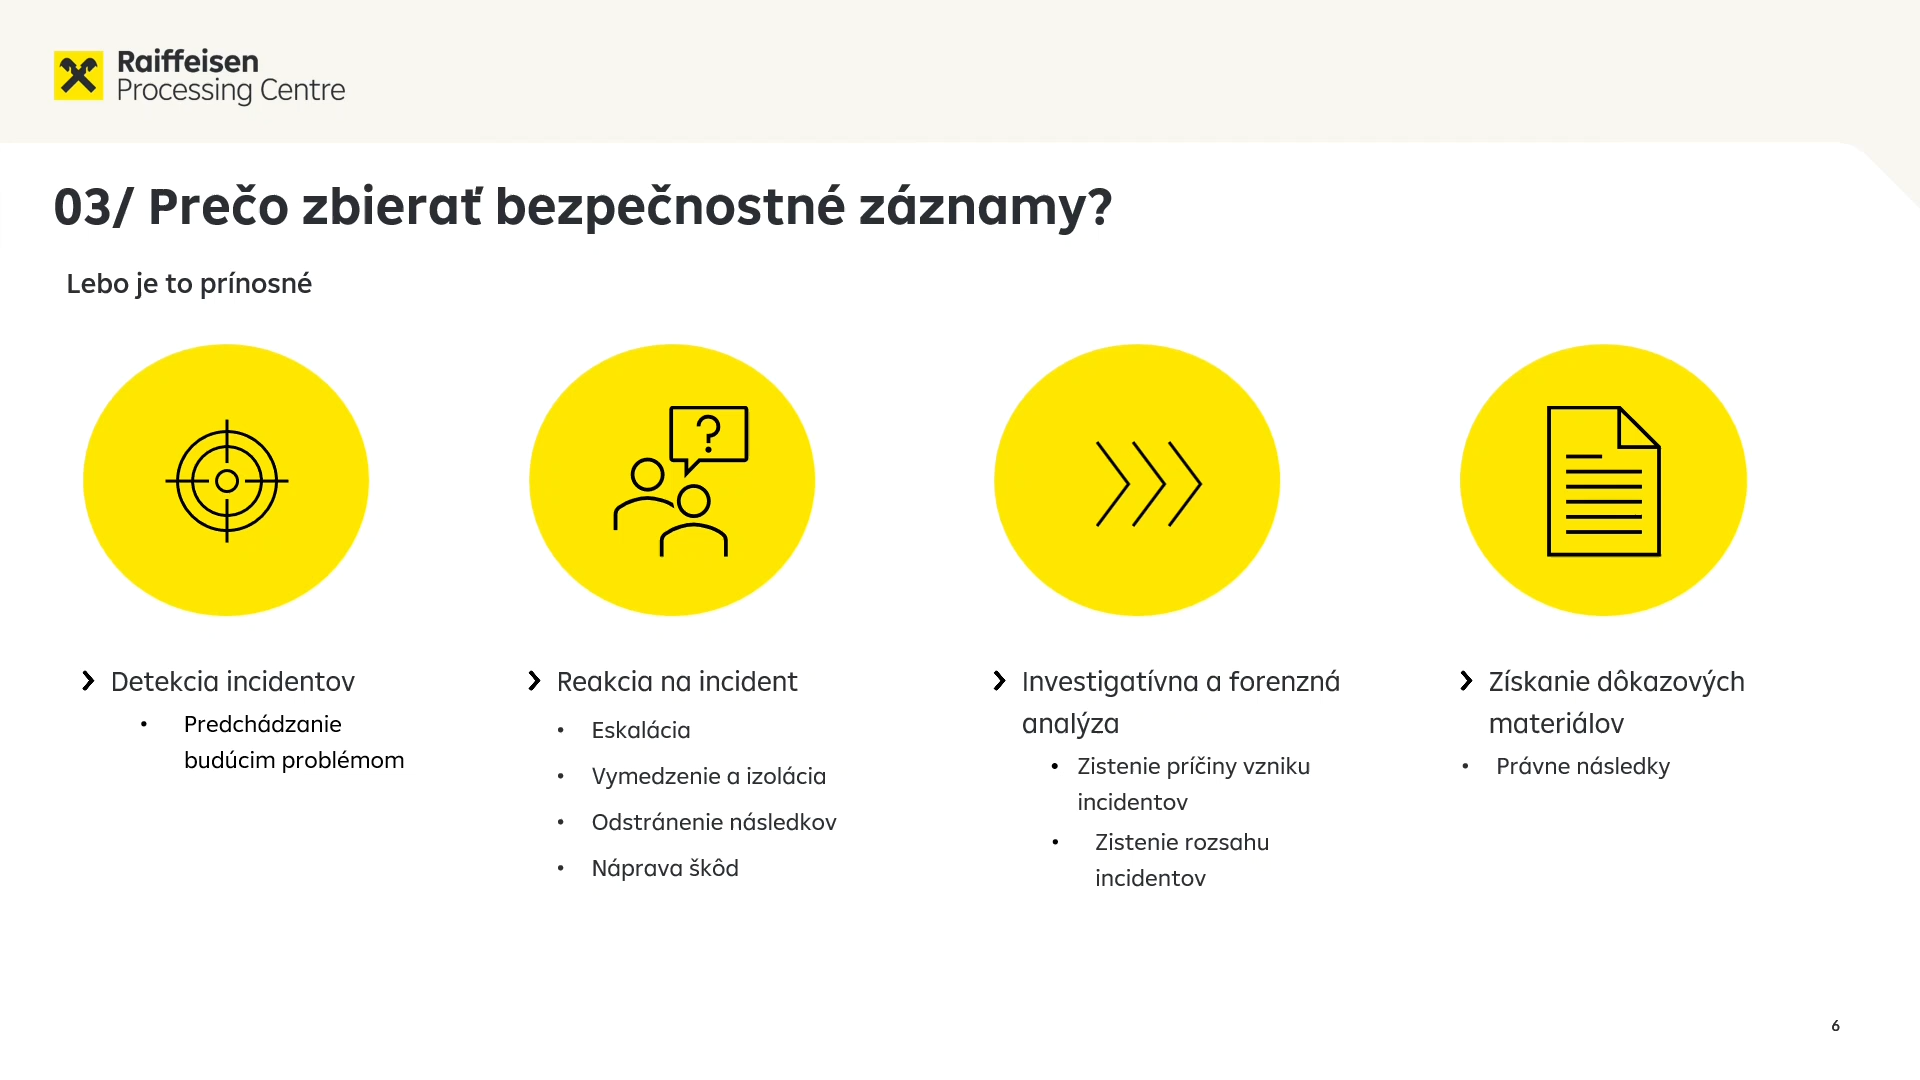 Raiffeisen
Processing Centre
03/ Prečo zbierať bezpečnostné záznamy?
Lebo je to prínosné
?
Detekcia incidentov
• Predchádzanie
budúcim problémom
Reakcia na incident
• Eskalácia
• Vymedzenie a izolácia
• Odstránenie následkov
• Náprava škôd
Investigatívna a forenzná
analýza
• Zistenie príčiny vzniku
incidentov
• Zistenie rozsahu
incidentov
Získanie dôkazových
materiálov
• Právne následky
6